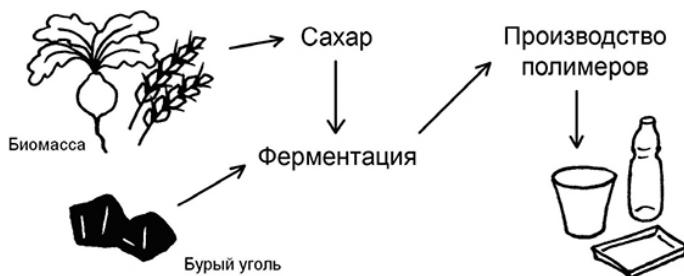 Сахар
Производство
полимеров
Биомасса
Ферментация
Бурый уголь